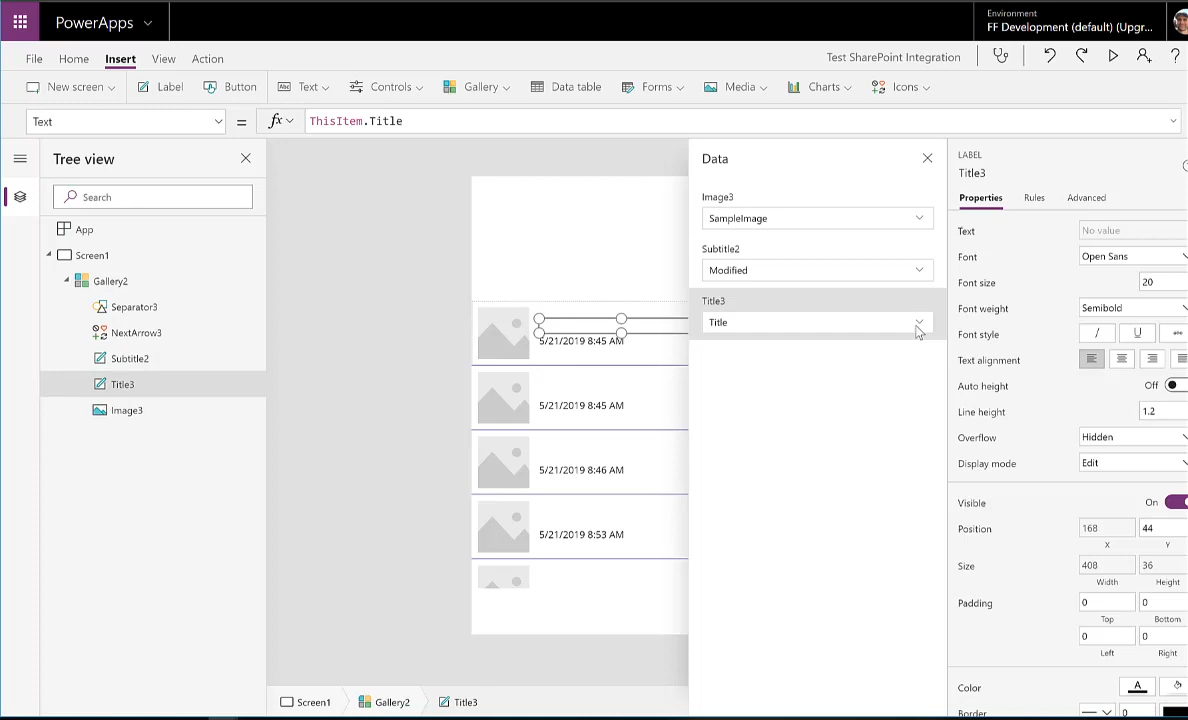 PowerApps
Environment
FF Development (default) (Upgr...
File Home Insert View Action
Test SharePoint Integration
New screen Label Button Text Controls Gallery Data table Forms Media Charts Icons
Text = fx ThisItem.Title
Tree view
Search
App
Screen1
Gallery2
Separator3
NextArrow3
Subtitle2
Title3
Image3
5/21/2019 8:45 AM
5/21/2019 8:45 AM
5/21/2019 8:46 AM
5/21/2019 8:53 AM
Screen1 Gallery2 Title3
Data
Image3
SampleImage
Subtitle2
Modified
Title3
Title
LABEL
Title3
Properties Rules Advanced
Text No value
Font Open Sans
Font size 20
Font weight Semibold
Font style / U abc
Text alignment
Auto height Off
Line height 1.2
Overflow Hidden
Display mode Edit
Visible On
Position 168 44
X Y
Size 408 36
Width Height
Padding 0 0
Top Bottom
0 0
Left Right
Color A
Border 0